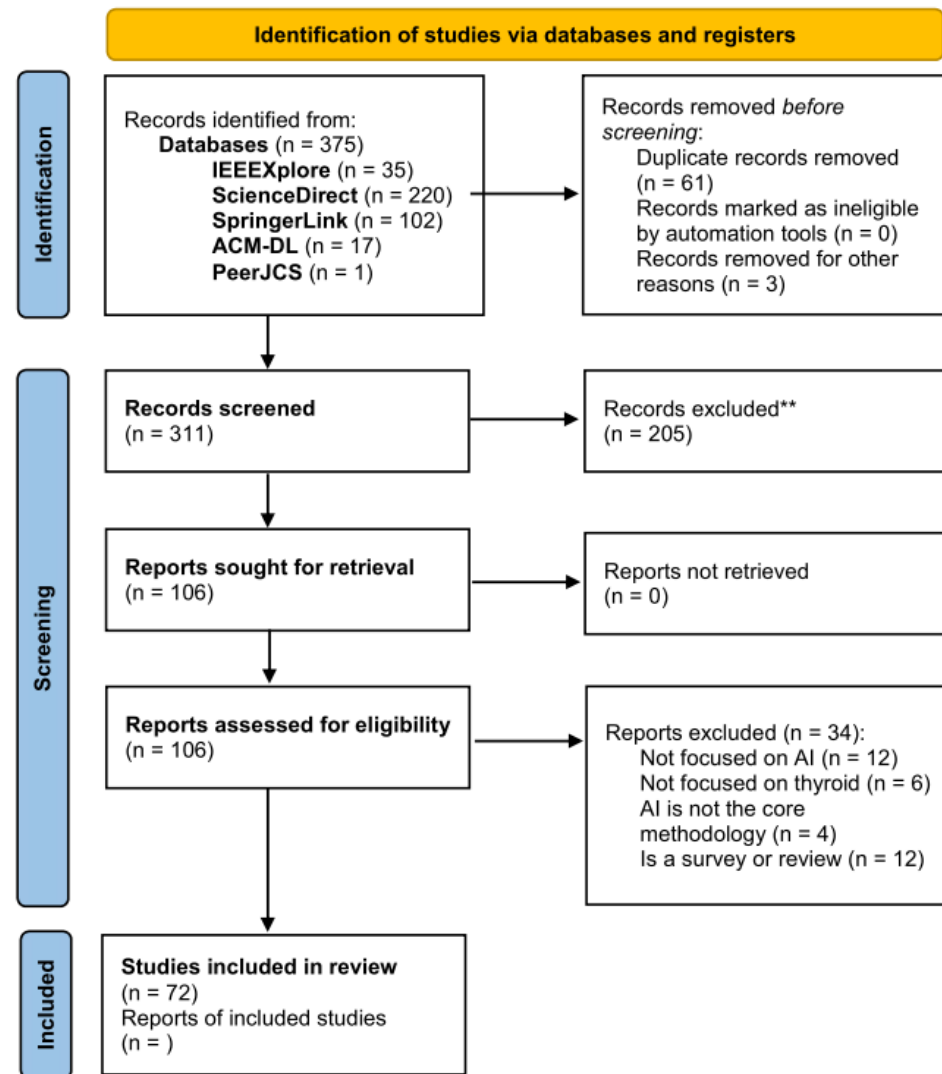 Identification of studies via databases and registers
Identification
Records identified from:
Databases (n = 375)
IEEEXplore (n = 35)
ScienceDirect (n = 220)
SpringerLink (n = 102)
ACM-DL (n = 17)
PeerJCS (n = 1)
Records removed before
screening:
Duplicate records removed
(n = 61)
Records marked as ineligible
by automation tools (n = 0)
Records removed for other
reasons (n = 3)
Screening
Records screened
(n = 311)
Records excluded**
(n = 205)
Reports sought for retrieval
(n = 106)
Reports not retrieved
(n = 0)
Reports assessed for eligibility
(n = 106)
Reports excluded (n = 34):
Not focused on AI (n = 12)
Not focused on thyroid (n = 6)
AI is not the core
methodology (n = 4)
Is a survey or review (n = 12)
Included
Studies included in review
(n = 72)
Reports of included studies
(n = )